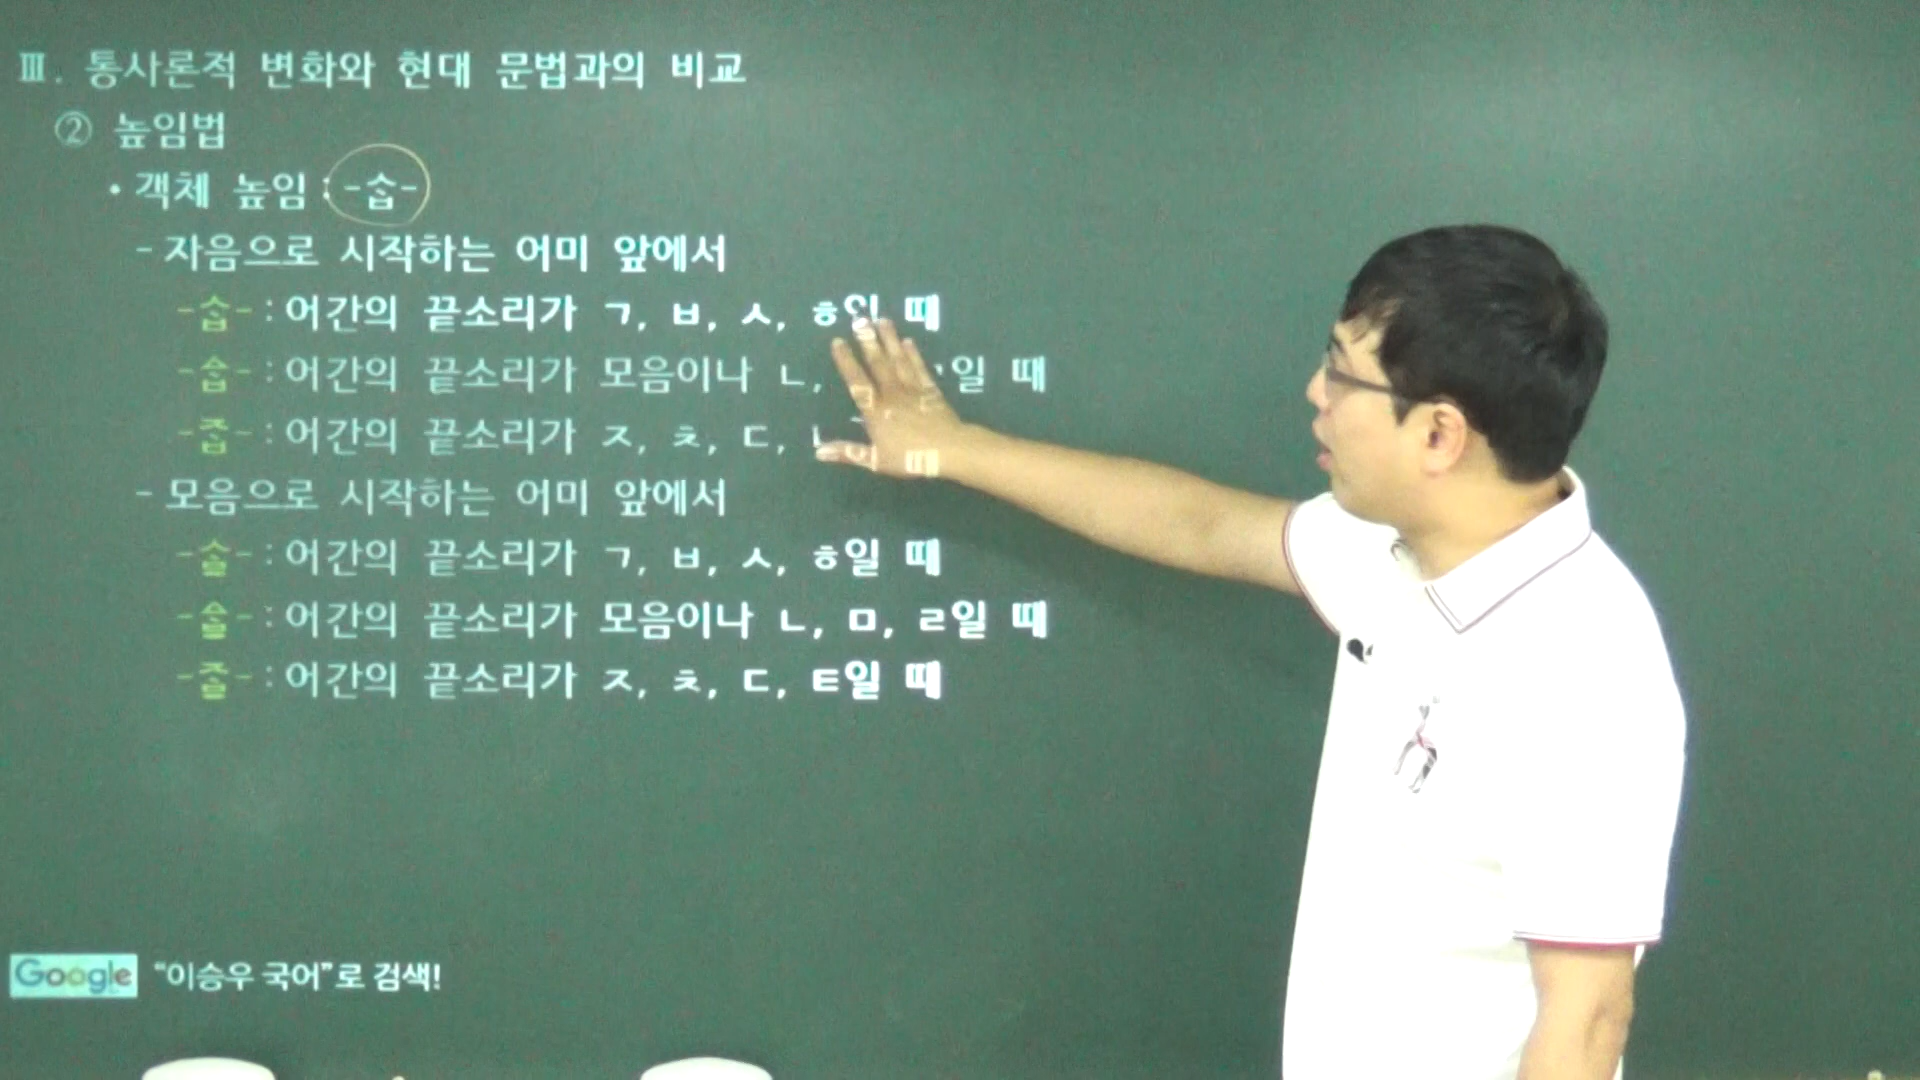 Ⅲ. 통사론적 변화와 현대 문법과의 비교
② 높임법
• 객체 높임 : -ᄉᆞᆸ-
- 자음으로 시작하는 어미 앞에서
-ᄉᆞᆸ- : 어간의 끝소리가 ㄱ, ㅂ, ㅅ, ㅎ일 때
-ᅀᆞᆸ- : 어간의 끝소리가 모음이나 ㄴ, 일 때
-ᄌᆞᆸ- : 어간의 끝소리가 ㅈ, ㅊ, ㄷ, 때
- 모음으로 시작하는 어미 앞에서
-ᄉᆞᇦ- : 어간의 끝소리가 ㄱ, ㅂ, ㅅ, ㅎ일 때
-ᅀᆞᇦ- : 어간의 끝소리가 모음이나 ㄴ, ㅁ, ㄹ일 때
-ᄌᆞᇦ- : 어간의 끝소리가 ㅈ, ㅊ, ㄷ, ㅌ일 때
Google “이승우 국어”로 검색!